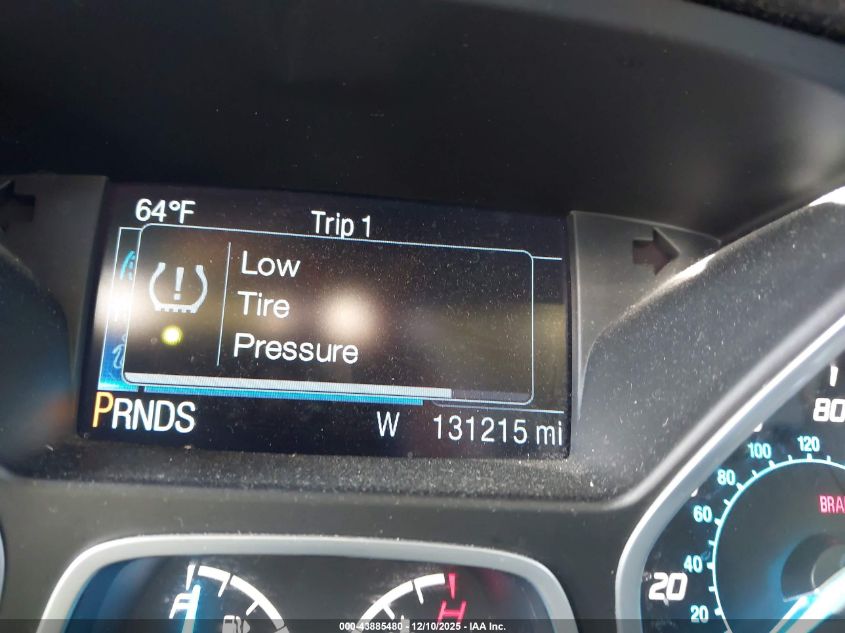 64°F
Trip 1
Low
Tire
Pressure
PRNDS
W 131215 mi
80
120
100
80
60
40
20
20
BRA
F
H
000-43885480 - 12/10/2025 - IAA Inc.